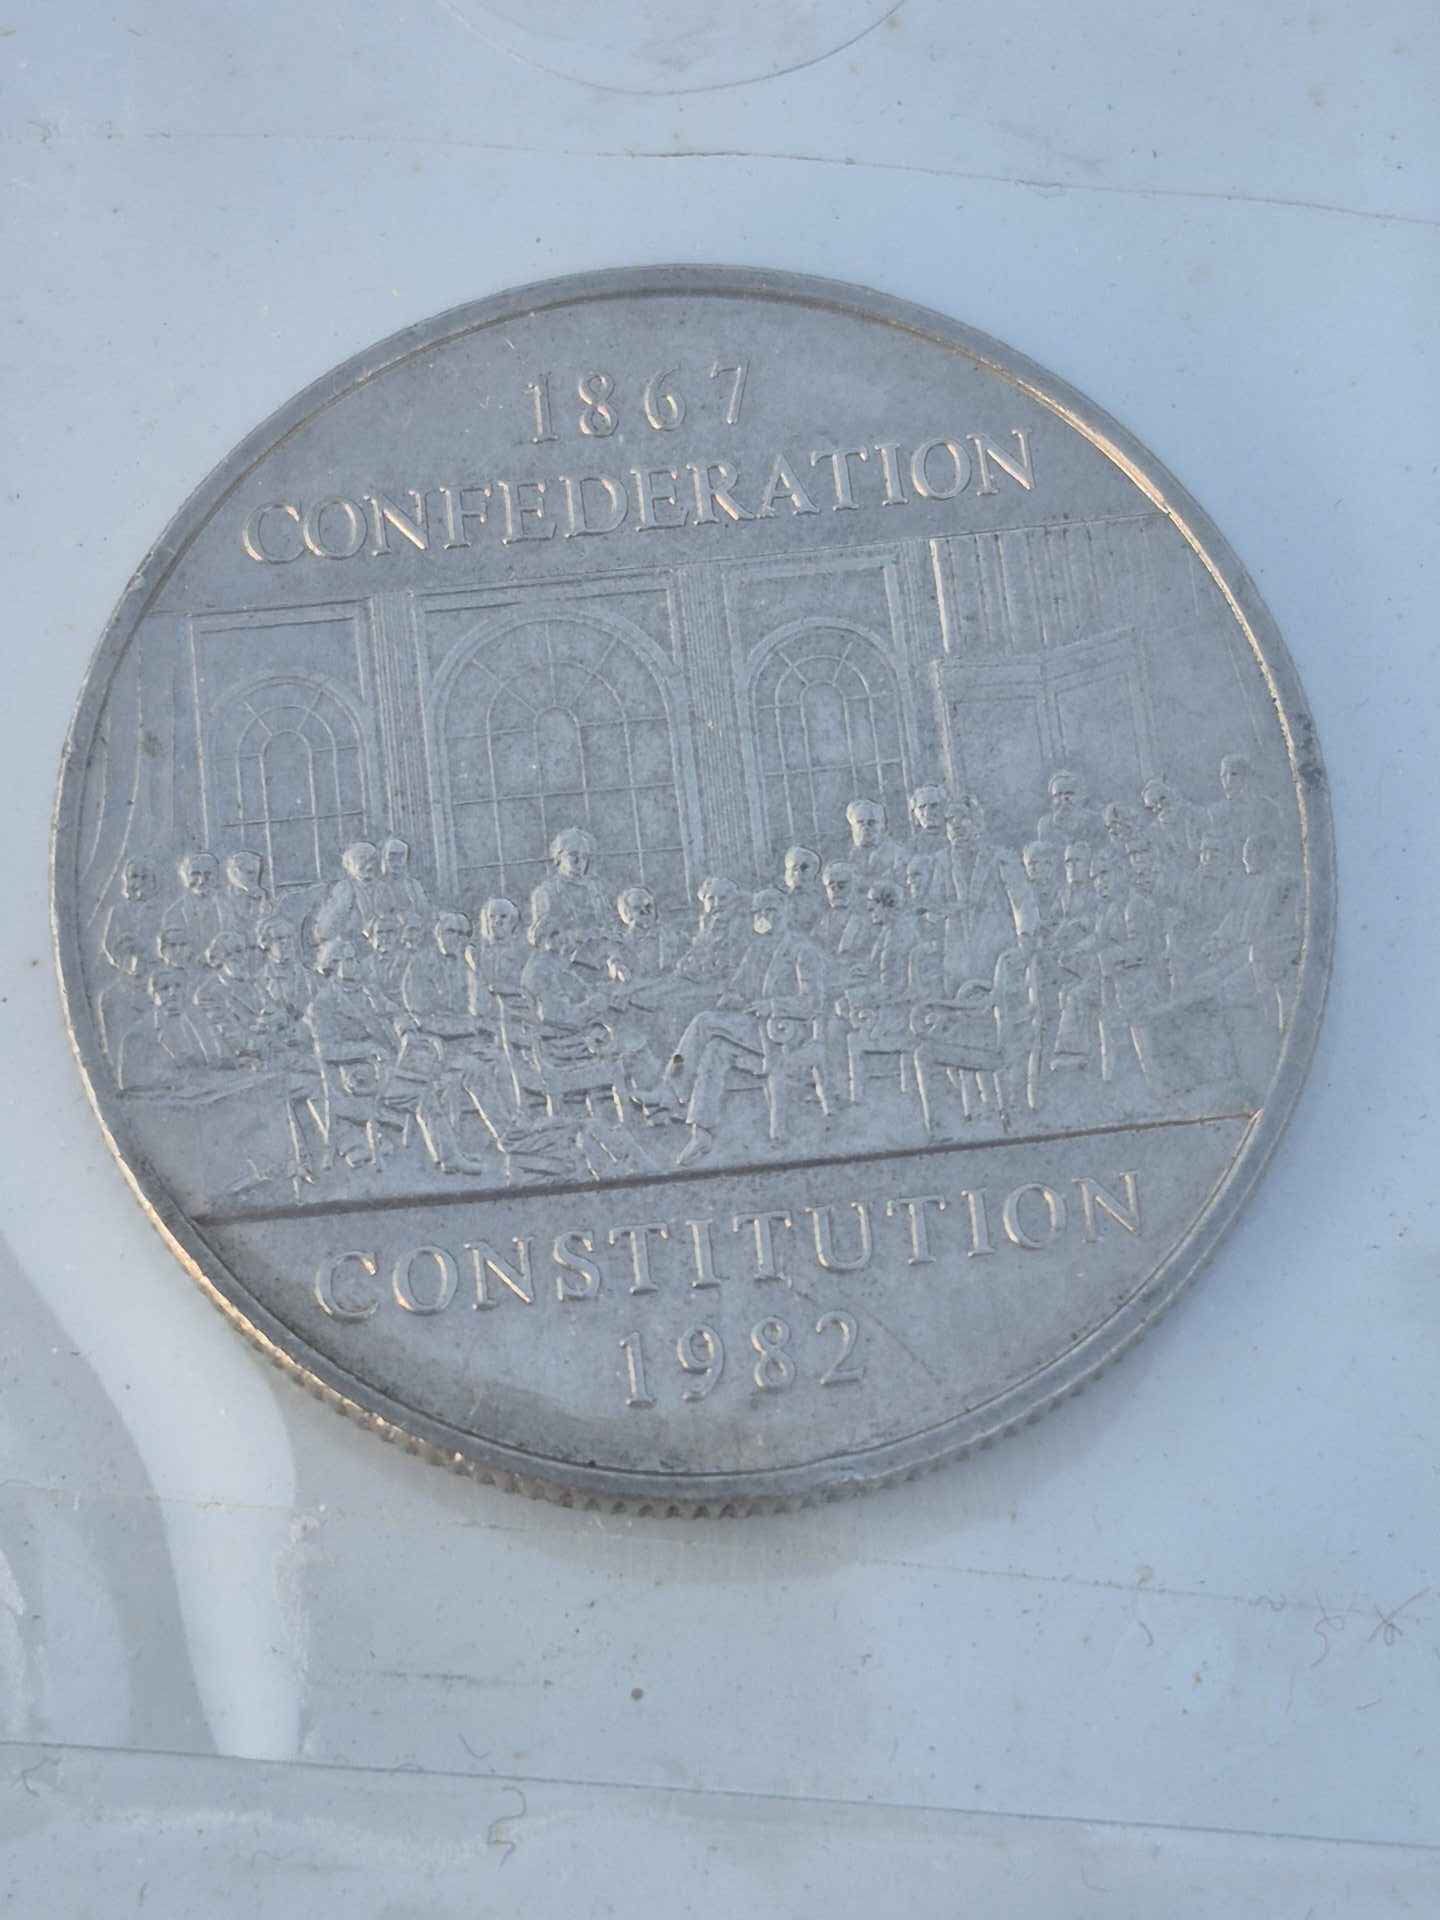 1867
CONFEDERATION
CONSTITUTION
1982